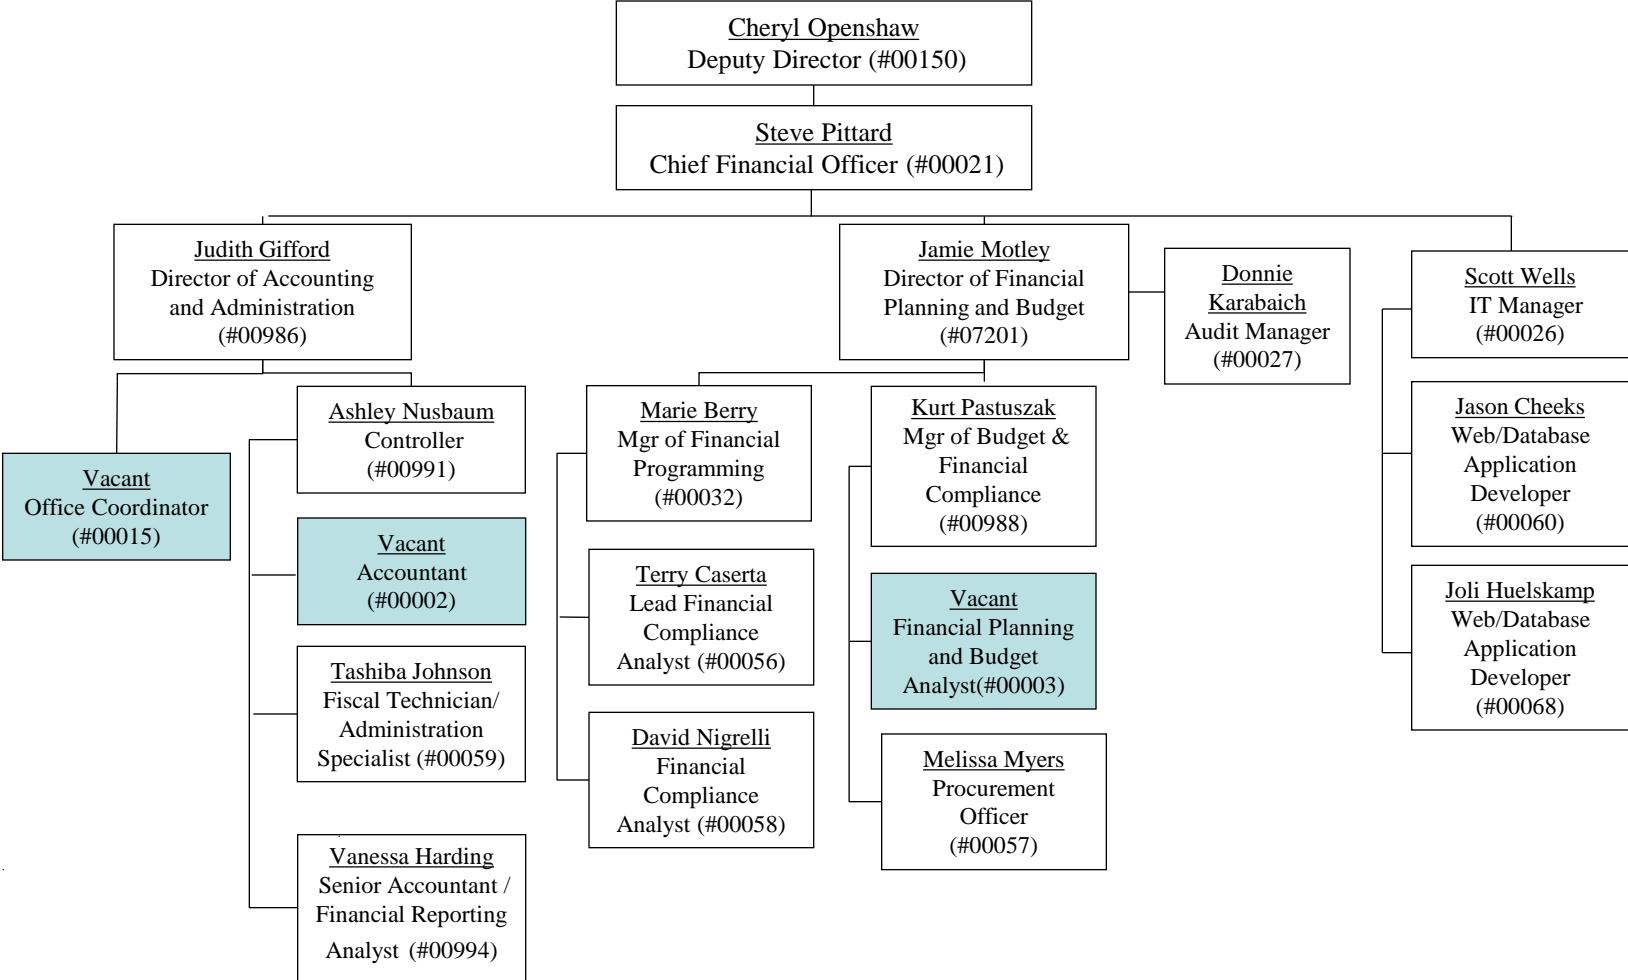 Cheryl Openshaw
Deputy Director (#00150)
Steve Pittard
Chief Financial Officer (#00021)
Judith Gifford
Director of Accounting
and Administration
(#00986)
Jamie Motley
Director of Financial
Planning and Budget
(#07201)
Donnie
Karabaich
Audit Manager
(#00027)
Scott Wells
IT Manager
(#00026)
Vacant
Office Coordinator
(#00015)
Ashley Nusbaum
Controller
(#00991)
Vacant
Accountant
(#00002)
Tashiba Johnson
Fiscal Technician/
Administration
Specialist (#00059)
Vanessa Harding
Senior Accountant /
Financial Reporting
Analyst (#00994)
Marie Berry
Mgr of Financial
Programming
(#00032)
Terry Caserta
Lead Financial
Compliance
Analyst (#00056)
David Nigrelli
Financial
Compliance
Analyst (#00058)
Kurt Pastuszak
Mgr of Budget &
Financial
Compliance
(#00988)
Vacant
Financial Planning
and Budget
Analyst(#00003)
Melissa Myers
Procurement
Officer
(#00057)
Jason Cheeks
Web/Database
Application
Developer
(#00060)
Joli Huelskamp
Web/Database
Application
Developer
(#00068)